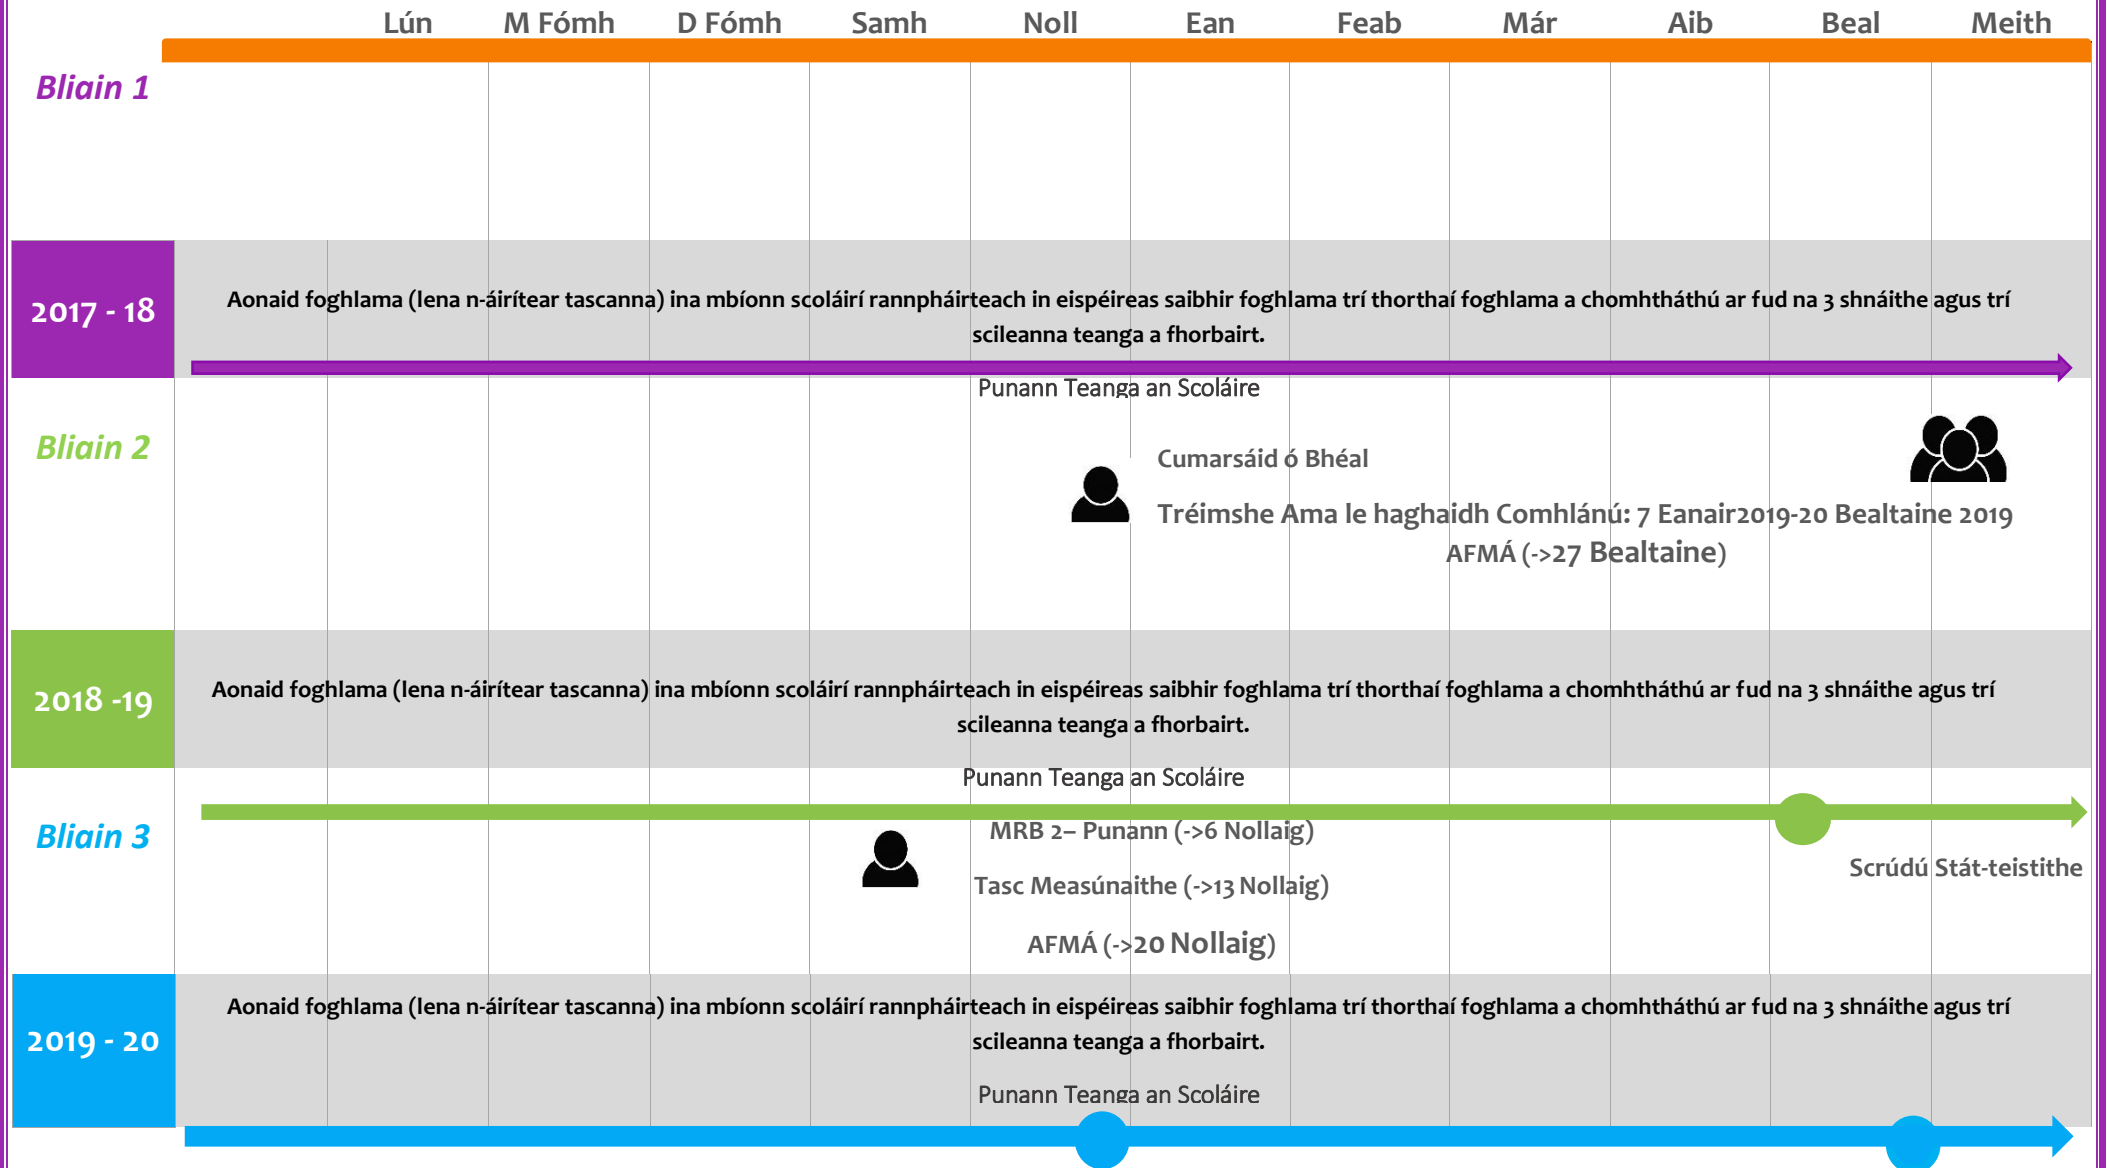 Lún M Fómh D Fómh Samh Noll Ean Feab Már Aib Beal Meith
Bliain 1
2017 - 18
Aonaid foghlama (lena n-áirítear tascanna) ina mbíonn scoláirí rannpháirteach in eispéireas saibhir foghlama trí thorthaí foghlama a chomhtháthú ar fud na 3 shnáithe agus trí
scileanna teanga a fhorbairt.
Punann Teanga an Scoláire
Bliain 2
Cumarsáid ó Bhéal
Tréimshe Ama le haghaidh Comhlánú: 7 Eanair2019-20 Bealtaine 2019
AFMÁ (->27 Bealtaine)
2018 -19
Aonaid foghlama (lena n-áirítear tascanna) ina mbíonn scoláirí rannpháirteach in eispéireas saibhir foghlama trí thorthaí foghlama a chomhtháthú ar fud na 3 shnáithe agus trí
scileanna teanga a fhorbairt.
Punann Teanga an Scoláire
Bliain 3
MRB 2– Punann (->6 Nollaig)
Tasc Measúnaithe (->13 Nollaig)
AFMÁ (->20 Nollaig)
Scrúdú Stát-teistithe
2019 - 20
Aonaid foghlama (lena n-áirítear tascanna) ina mbíonn scoláirí rannpháirteach in eispéireas saibhir foghlama trí thorthaí foghlama a chomhtháthú ar fud na 3 shnáithe agus trí
scileanna teanga a fhorbairt.
Punann Teanga an Scoláire